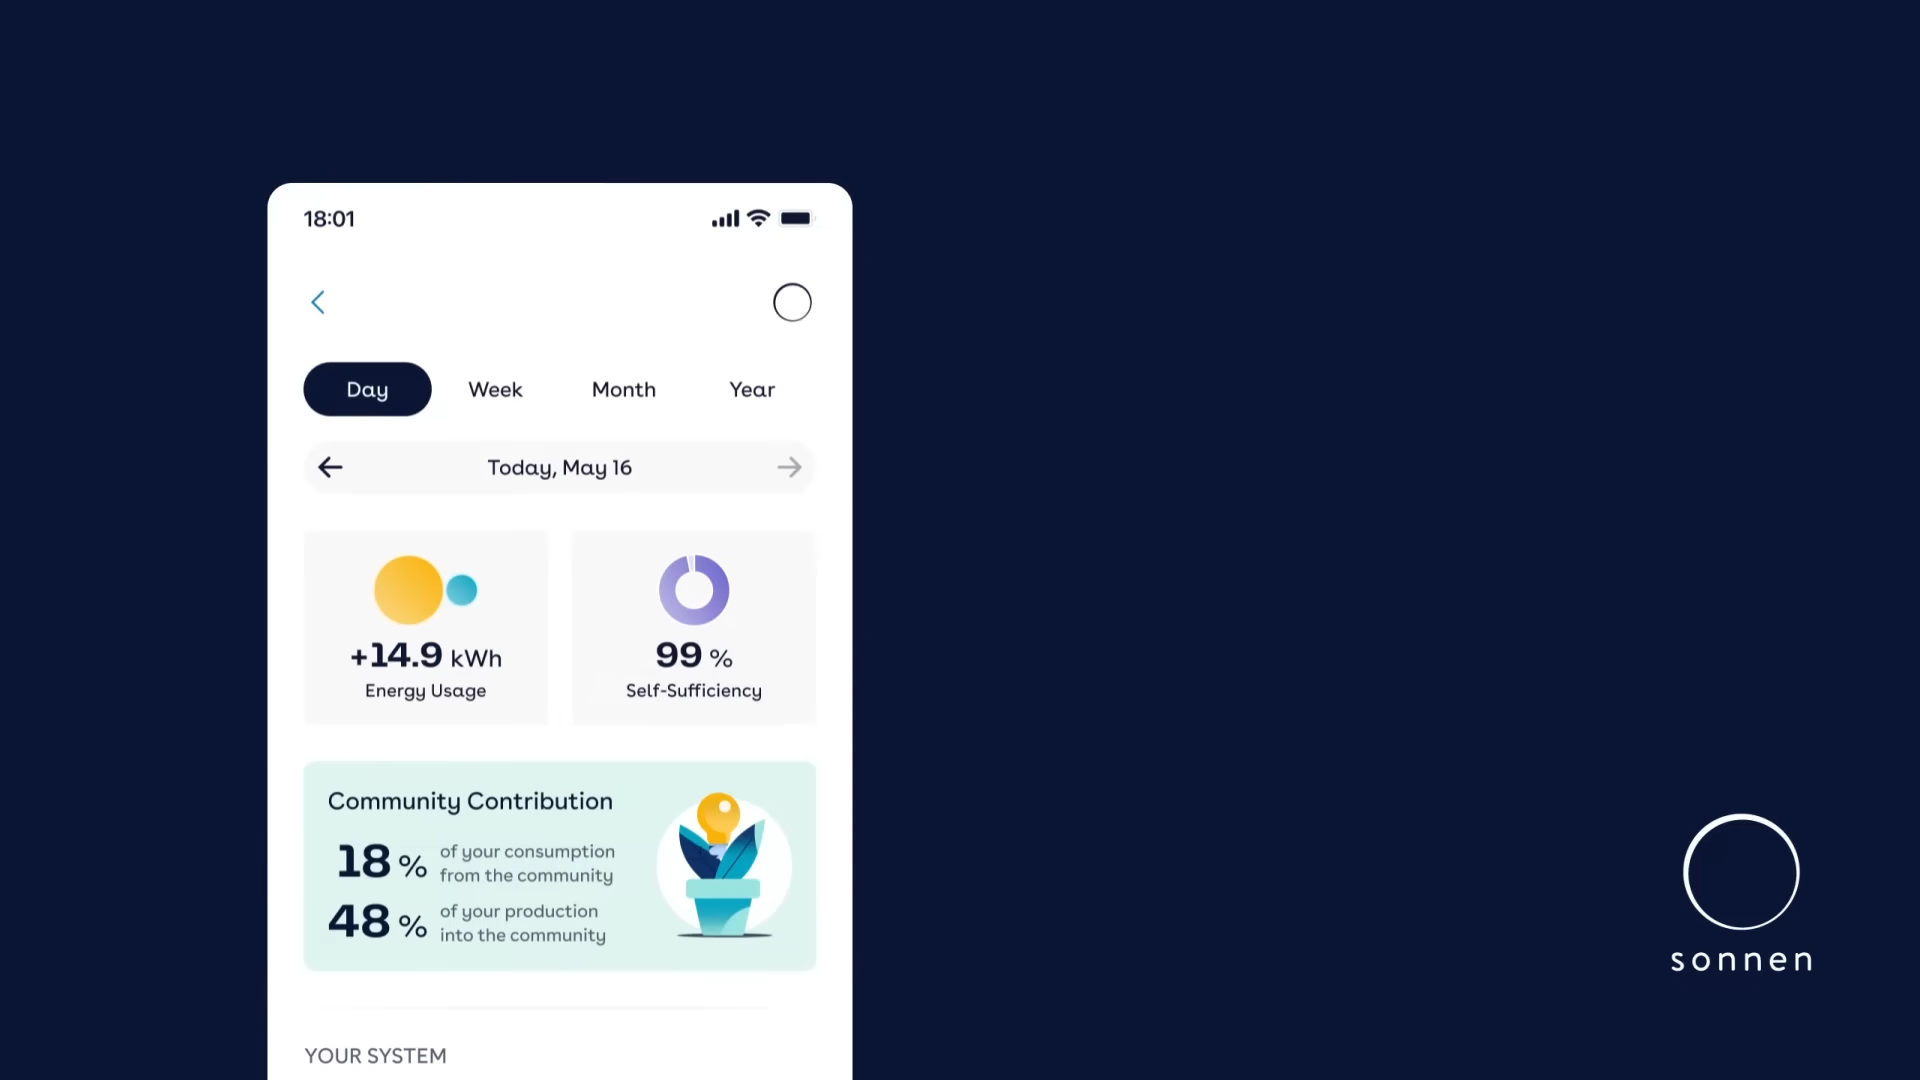 18:01
Day Week Month Year
Today, May 16
+14.9 kWh
Energy Usage
99 %
Self-Sufficiency
Community Contribution
18 % of your consumption
from the community
48 % of your production
into the community
YOUR SYSTEM
sonnen